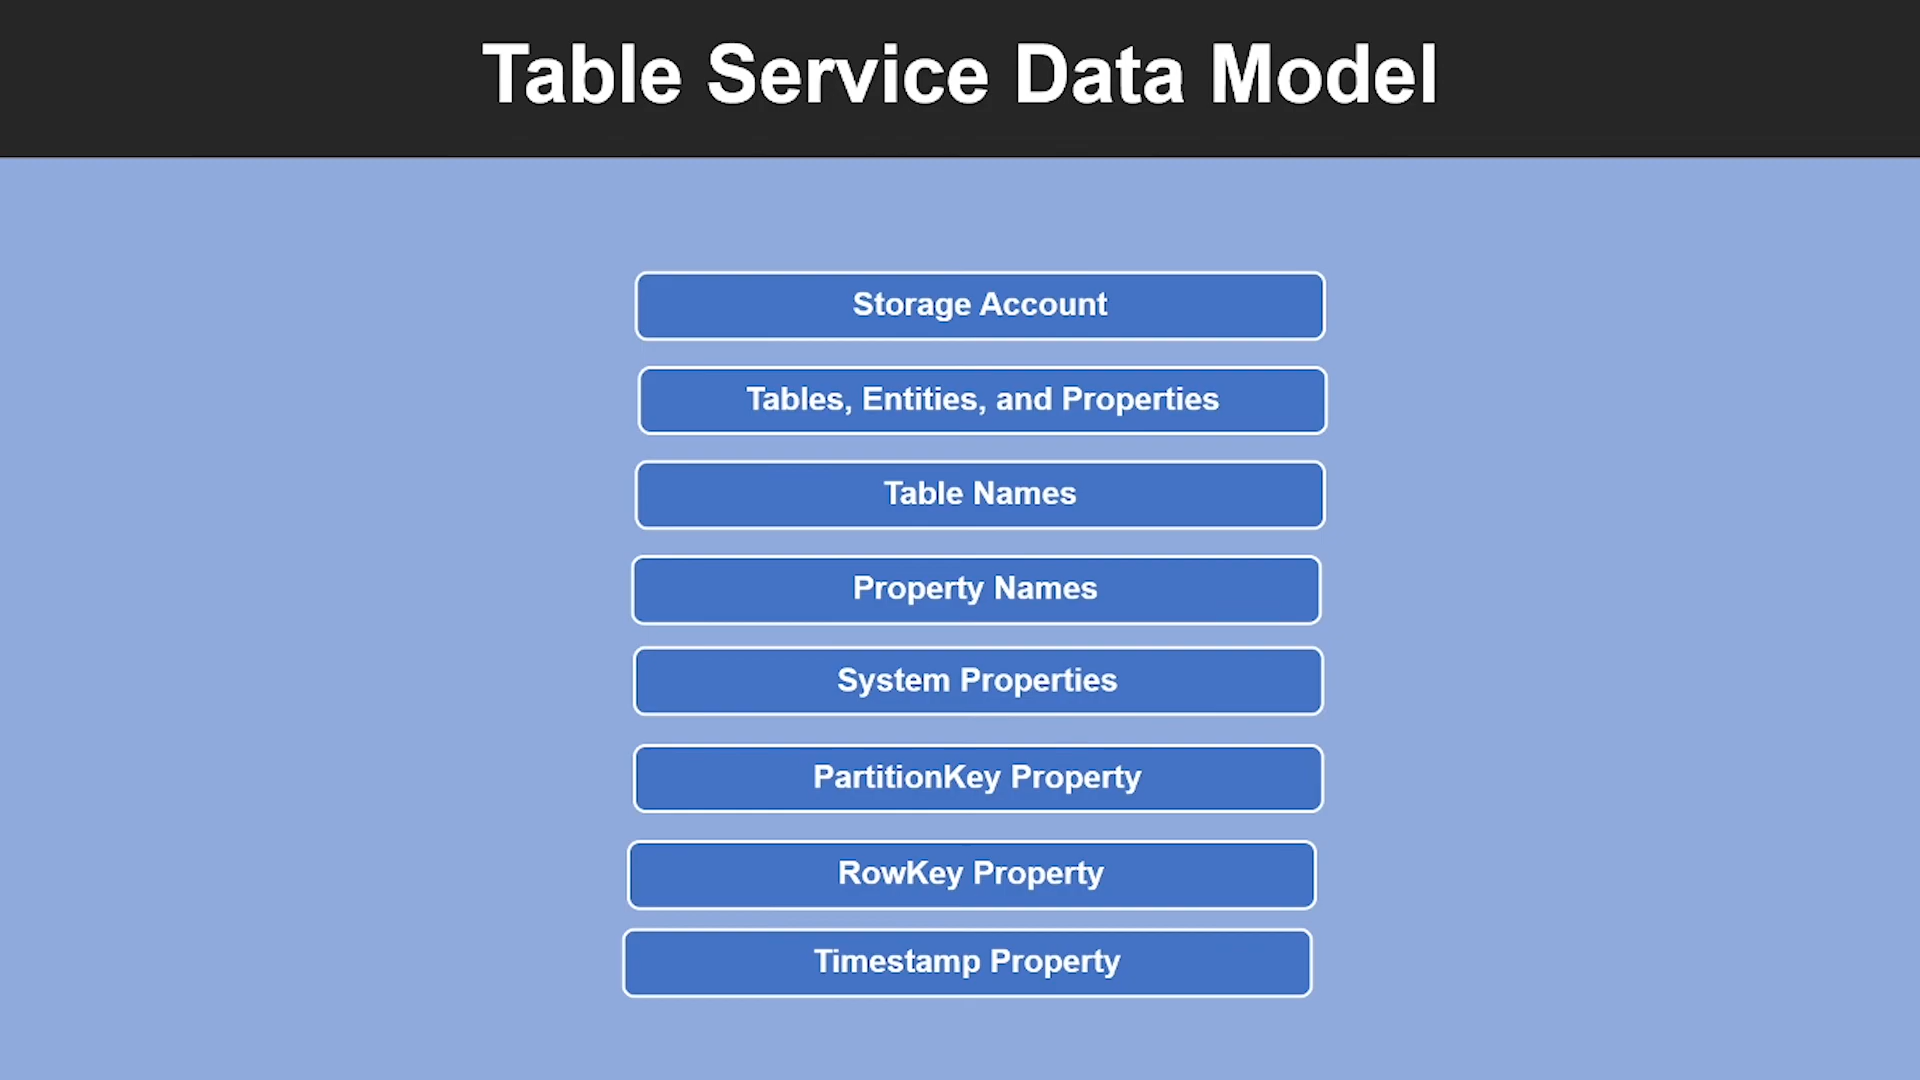 Table Service Data Model
Storage Account
Tables, Entities, and Properties
Table Names
Property Names
System Properties
PartitionKey Property
RowKey Property
Timestamp Property